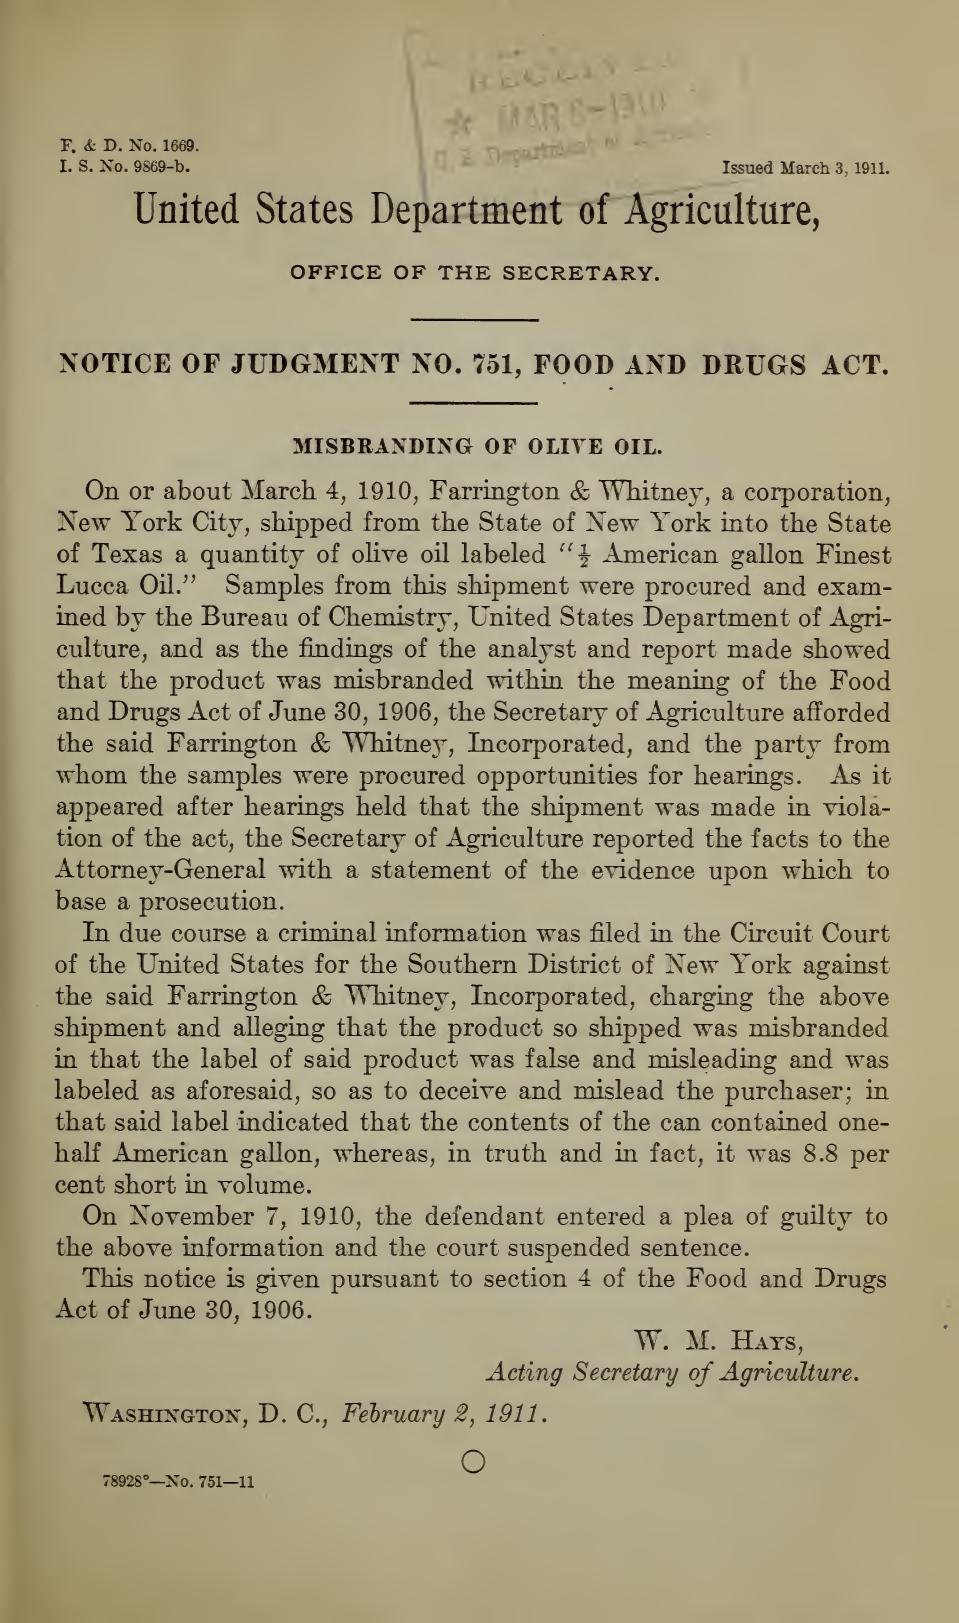 MAR 6-1910
Department of
F. & D. No. 1669.
I. S. No. 9869-b.
Issued March 3, 1911.
United States Department of Agriculture,
OFFICE OF THE SECRETARY.
NOTICE OF JUDGMENT NO. 751, FOOD AND DRUGS ACT.
MISBRANDING OF OLIVE OIL.
On or about March 4, 1910, Farrington & Whitney, a corporation,
New York City, shipped from the State of New York into the State
of Texas a quantity of olive oil labeled "½ American gallon Finest
Lucca Oil." Samples from this shipment were procured and exam-
ined by the Bureau of Chemistry, United States Department of Agri-
culture, and as the findings of the analyst and report made showed
that the product was misbranded within the meaning of the Food
and Drugs Act of June 30, 1906, the Secretary of Agriculture afforded
the said Farrington & Whitney, Incorporated, and the party from
whom the samples were procured opportunities for hearings. As it
appeared after hearings held that the shipment was made in viola-
tion of the act, the Secretary of Agriculture reported the facts to the
Attorney-General with a statement of the evidence upon which to
base a prosecution.
In due course a criminal information was filed in the Circuit Court
of the United States for the Southern District of New York against
the said Farrington & Whitney, Incorporated, charging the above
shipment and alleging that the product so shipped was misbranded
in that the label of said product was false and misleading and was
labeled as aforesaid, so as to deceive and mislead the purchaser; in
that said label indicated that the contents of the can contained one-
half American gallon, whereas, in truth and in fact, it was 8.8 per
cent short in volume.
On November 7, 1910, the defendant entered a plea of guilty to
the above information and the court suspended sentence.
This notice is given pursuant to section 4 of the Food and Drugs
Act of June 30, 1906.
W. M. Hays,
Acting Secretary of Agriculture.
Washington, D. C., February 2, 1911.
78928°—No. 751—11